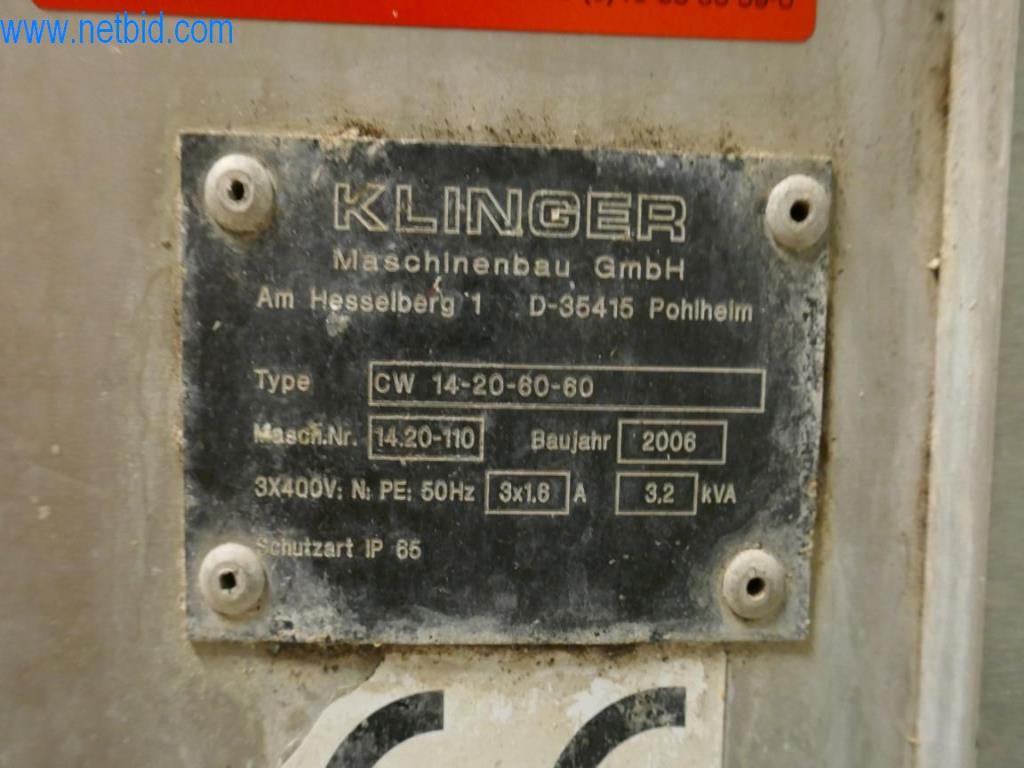 www.netbid.com
KLINGER
Maschinenbau GmbH
Am Hesselberg 1 D-35415 Pohlheim
Type CW 14-20-60-60
Masch.Nr. 14.20-110 Baujahr 2006
3X400V; N; PE; 50Hz 3x1,6 A 3,2 kVA
Schutzart IP 65